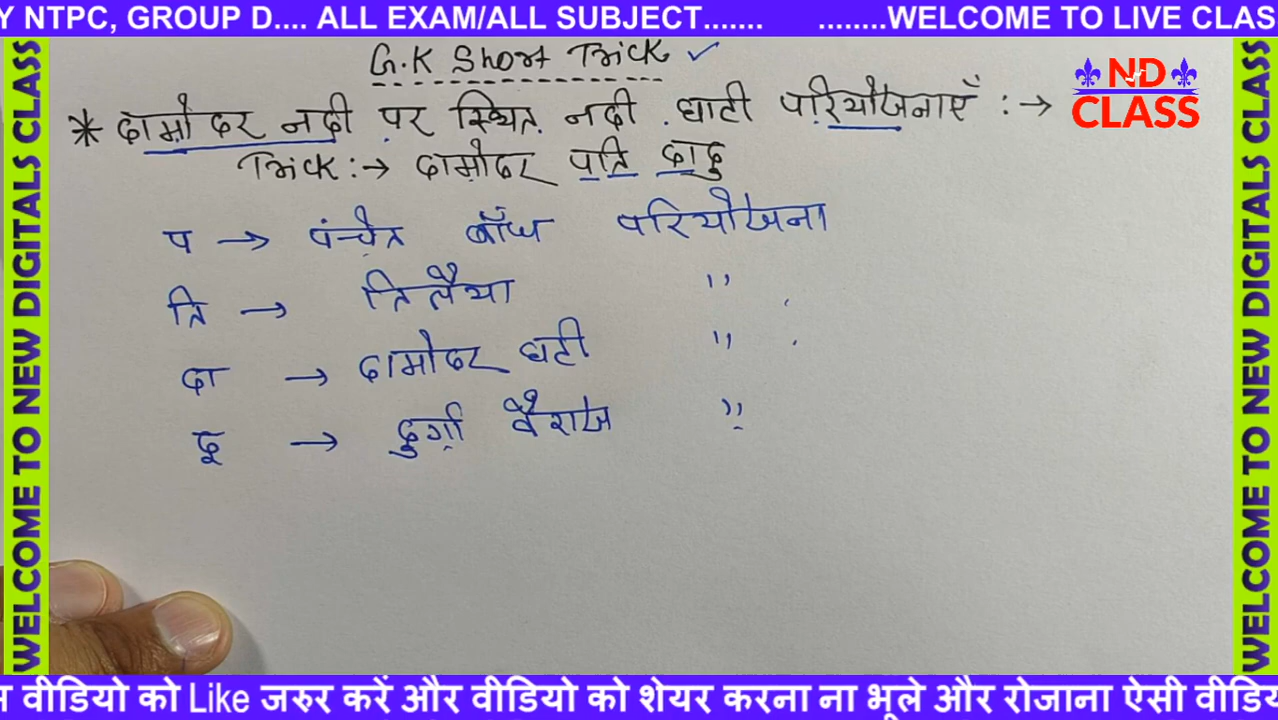 Y NTPC, GROUP D.... ALL EXAM/ALL SUBJECT....... ........WELCOME TO LIVE CLAS
G.K Short Trick ✓
ND
CLASS
* दामोदर नदी पर स्थित नदी घाटी परियोजनाएँ :→
Trick :→ दामोदर पति दादु
प → पंचेत बाँध परियोजना
ति → तिलैया "
दा → दामोदर घटी "
दू → दुर्गा बैराज "
WELCOME TO NEW DIGITALS CLASS
WELCOME TO NEW DIGITALS CLASS
स वीडियो को Like जरुर करें और वीडियो को शेयर करना ना भूले और रोजाना ऐसी वीडिय